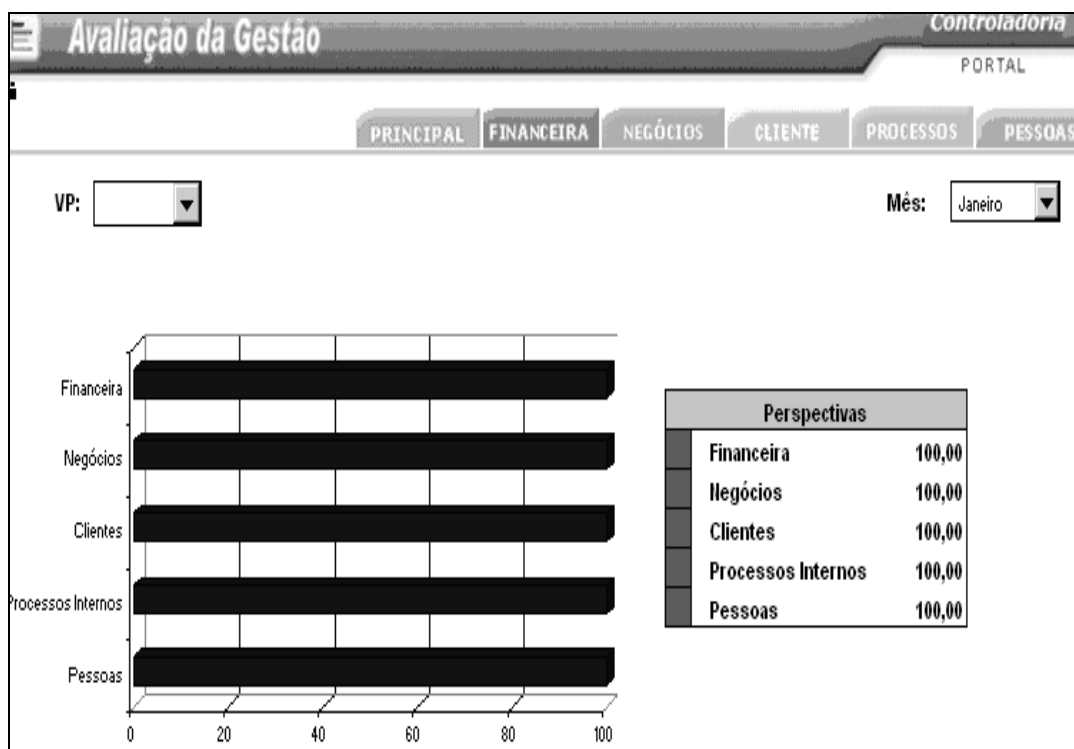 Avaliação da Gestão
Controladoria
PORTAL
PRINCIPAL FINANCEIRA NEGÓCIOS CLIENTE PROCESSOS PESSOAS
VP:
Mês: Janeiro
Financeira
Negócios
Clientes
Processos Internos
Pessoas
0 20 40 60 80 100
Perspectivas
Financeira 100,00
Negócios 100,00
Clientes 100,00
Processos Internos 100,00
Pessoas 100,00